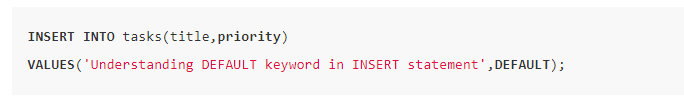 INSERT INTO tasks(title,priority)
VALUES('Understanding DEFAULT keyword in INSERT statement',DEFAULT);